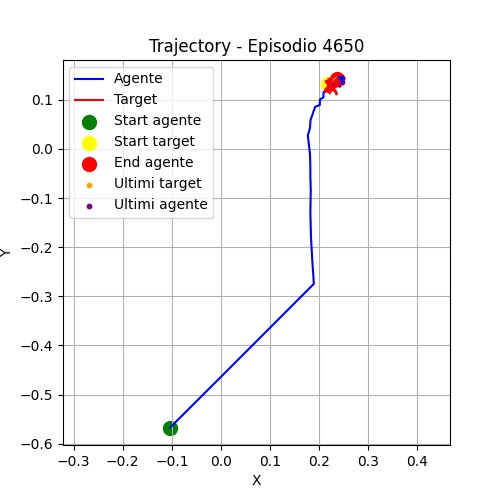 Trajectory - Episodio 4650
Agente
Target
Start agente
Start target
End agente
Ultimi target
Ultimi agente
0.1
0.0
−0.1
−0.2
−0.3
−0.4
−0.5
−0.6
Y
−0.3
−0.2
−0.1
0.0
0.1
0.2
0.3
0.4
X